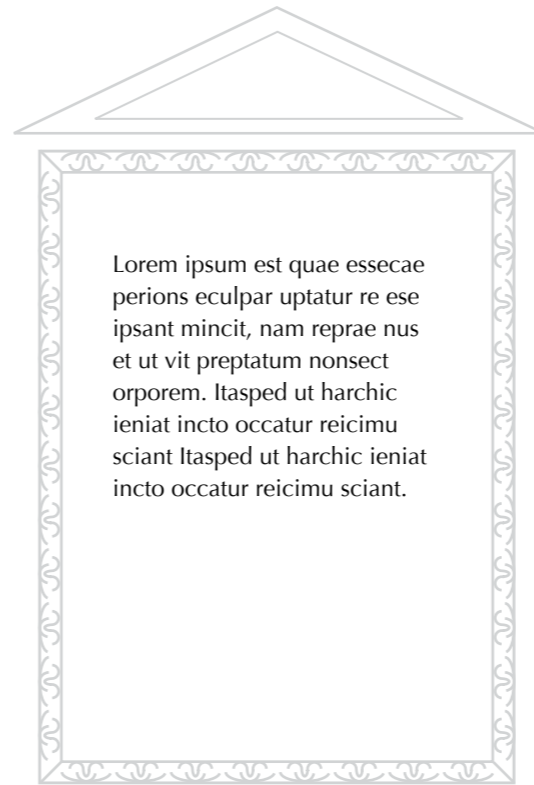 Lorem ipsum est quae essecae
perions eculpar uptatur re ese
ipsant mincit, nam reprae nus
et ut vit preptatum nonsect
orporem. Itasped ut harchic
ieniat incto occatur reicimu
sciant Itasped ut harchic ieniat
incto occatur reicimu sciant.